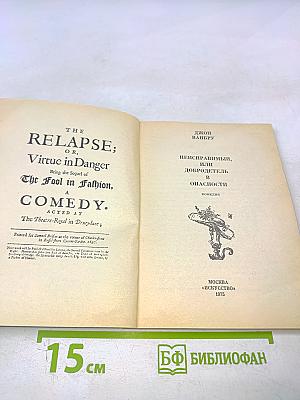 THE
RELAPSE;
OR,
Virtue in Danger
Being the Sequel of
The Fool in Fashion,
A
COMEDY.
ACTED AT
The Theatre-Royal in Drury-lane.
ДЖОН
ВАНБРУ
НЕИСПРАВИМЫЙ,
ИЛИ
ДОБРОДЕТЕЛЬ
В
ОПАСНОСТИ
КОМЕДИЯ
МОСКВА
«ИСКУССТВО»
1975
15 см
БФ БИБЛИОФАН